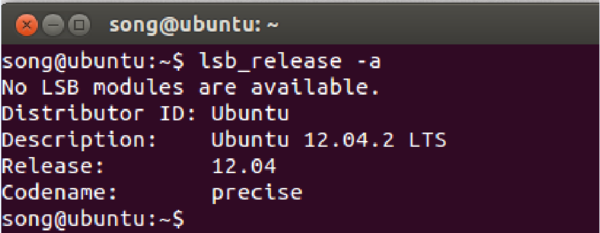 song@ubuntu: ~
song@ubuntu:~$ lsb_release -a
No LSB modules are available.
Distributor ID: Ubuntu
Description:    Ubuntu 12.04.2 LTS
Release:        12.04
Codename:       precise
song@ubuntu:~$